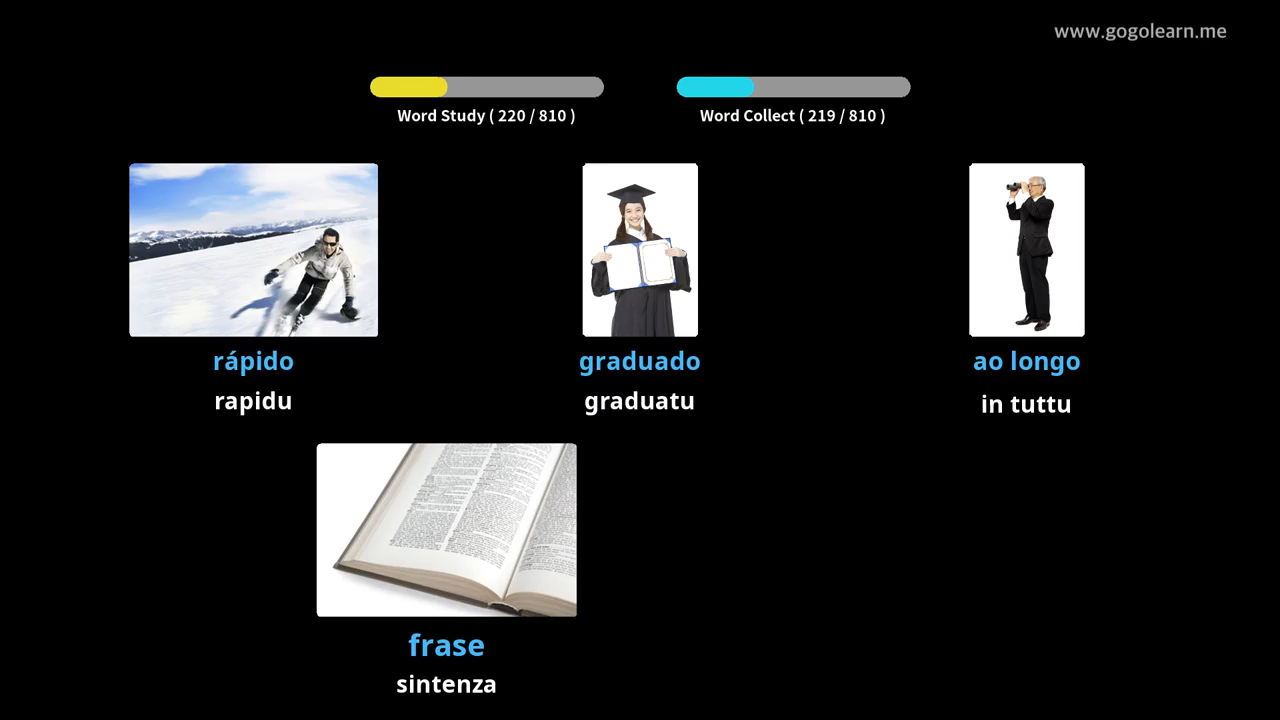 www.gogolearn.me
Word Study ( 220 / 810 )
Word Collect ( 219 / 810 )
rápido
rapidu
graduado
graduatu
ao longo
in tuttu
frase
sintenza